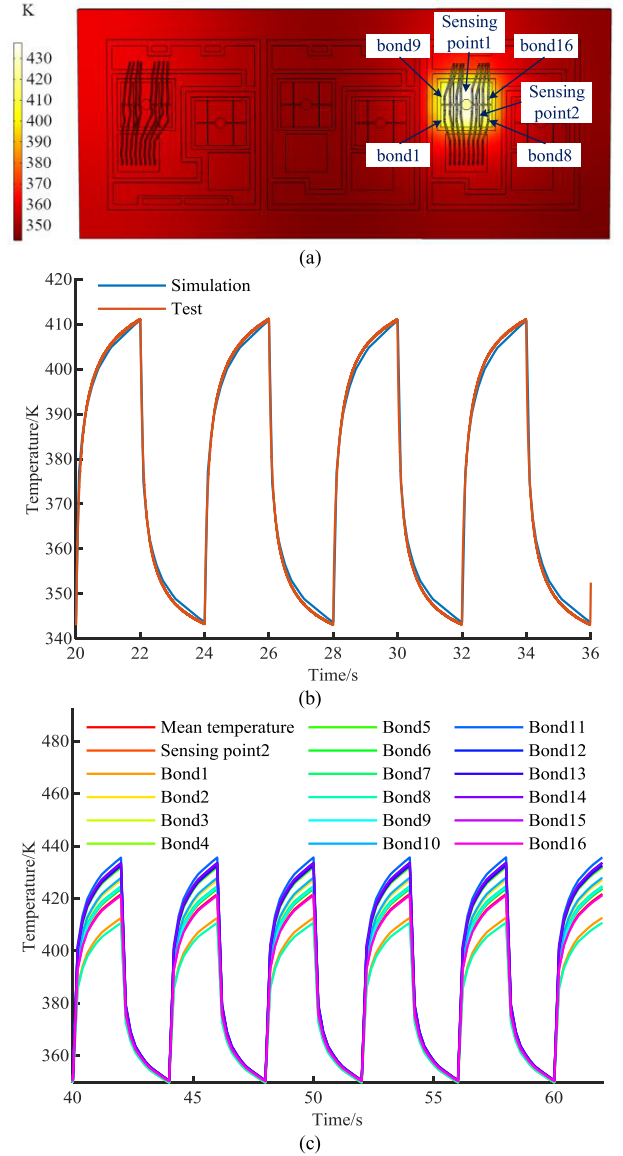 K
430
420
410
400
390
380
370
360
350
bond9
Sensing
point1
bond16
Sensing
point2
bond1
bond8
(a)
420
410
400
390
380
370
360
350
340
Temperature/K
Simulation
Test
20
22
24
26
28
30
32
34
36
Time/s
(b)
480
460
440
420
400
380
360
Temperature/K
Mean temperature
Sensing point2
Bond1
Bond2
Bond3
Bond4
Bond5
Bond6
Bond7
Bond8
Bond9
Bond10
Bond11
Bond12
Bond13
Bond14
Bond15
Bond16
40
45
50
55
60
Time/s
(c)